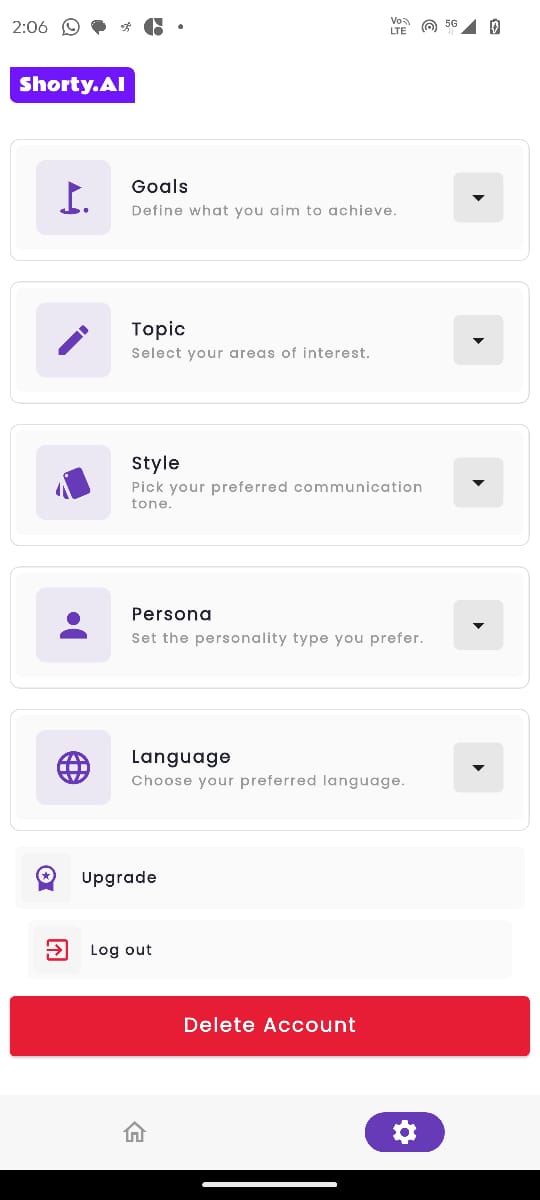 2:06
Vo
LTE
5G
Shorty.AI
Goals
Define what you aim to achieve.
Topic
Select your areas of interest.
Style
Pick your preferred communication
tone.
Persona
Set the personality type you prefer.
Language
Choose your preferred language.
Upgrade
Log out
Delete Account